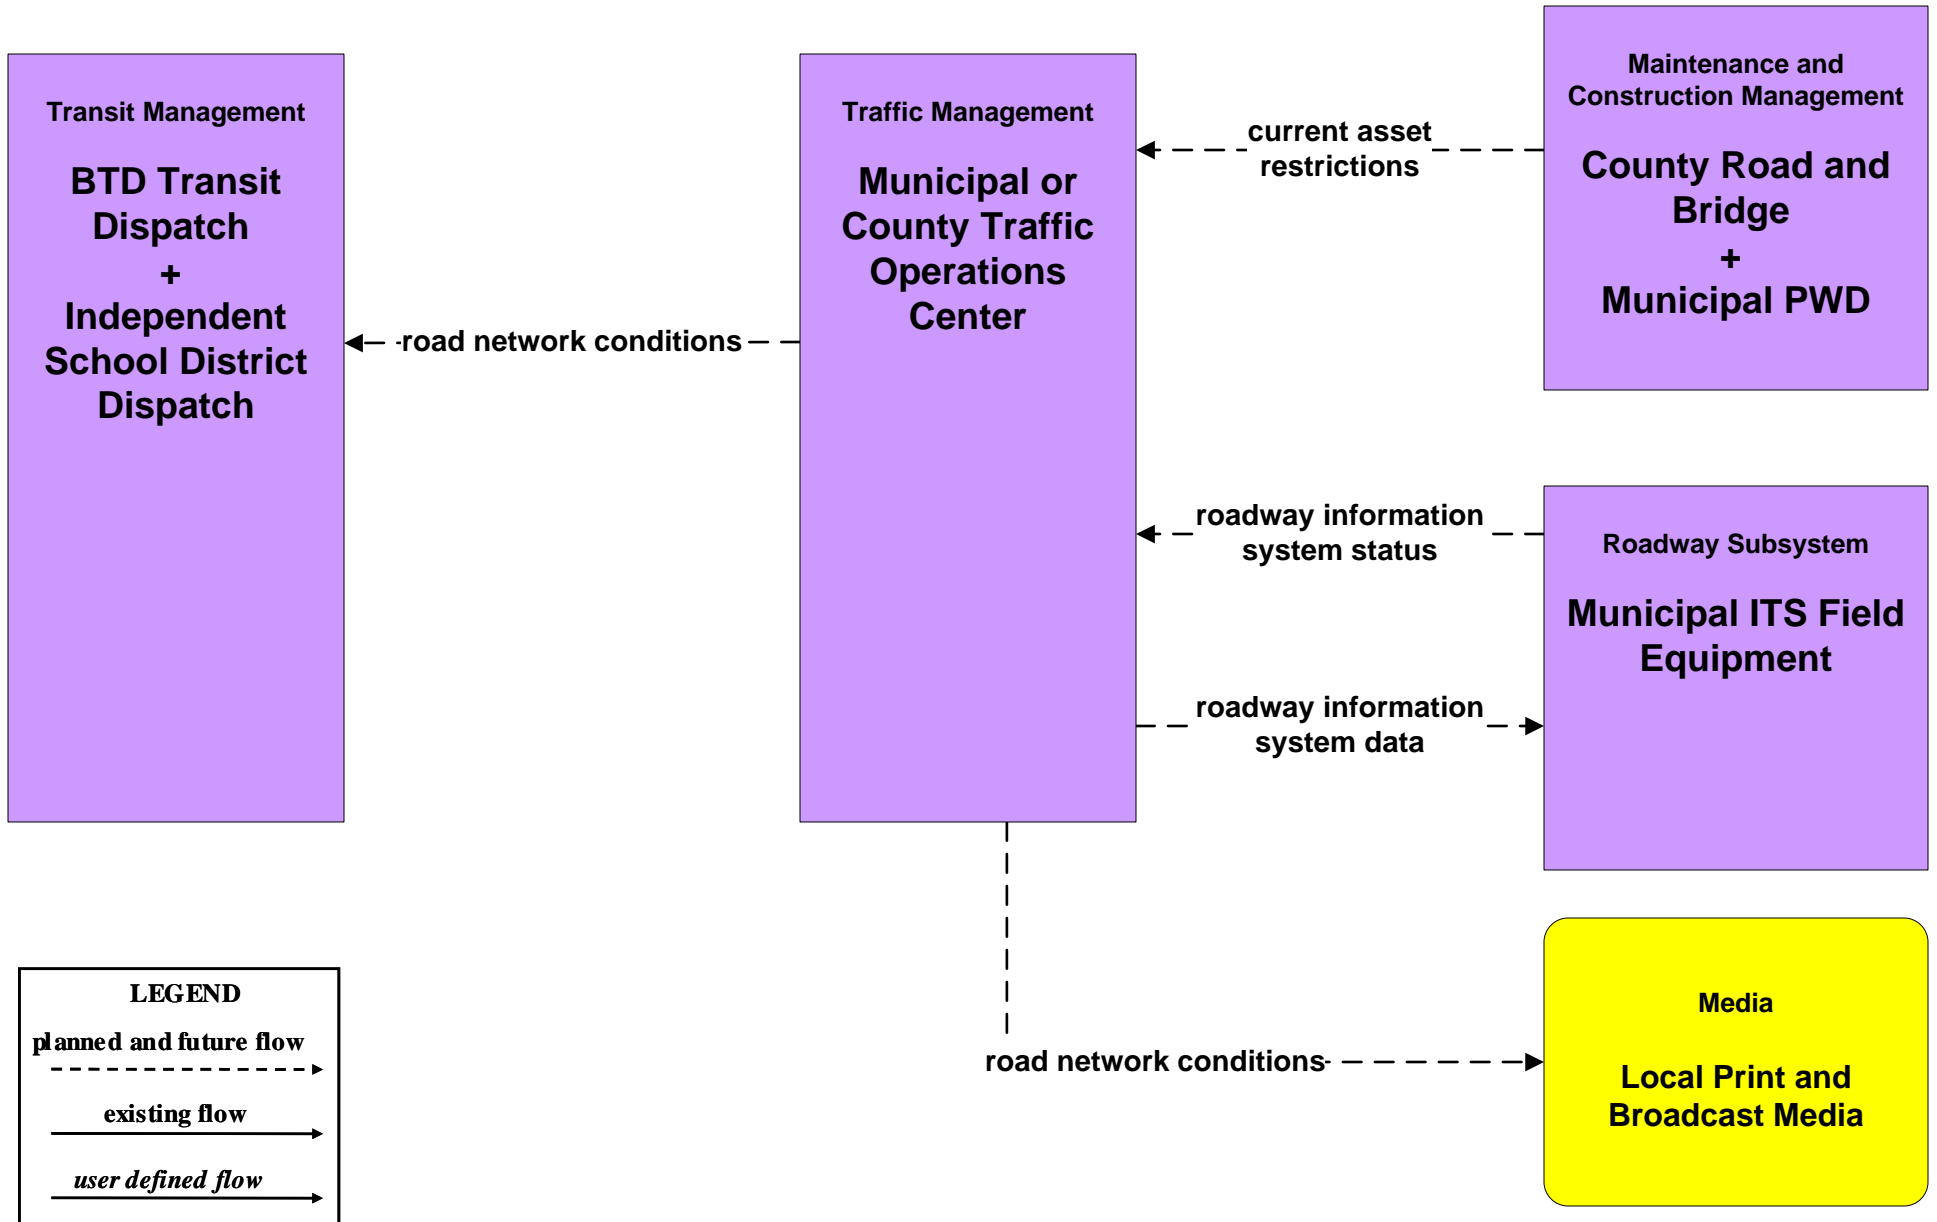 Transit Management
BTD Transit
Dispatch
+
Independent
School District
Dispatch
road network conditions
Traffic Management
Municipal or
County Traffic
Operations
Center
current asset
restrictions
Maintenance and
Construction Management
County Road and
Bridge
+
Municipal PWD
roadway information
system status
roadway information
system data
Roadway Subsystem
Municipal ITS Field
Equipment
road network conditions
Media
Local Print and
Broadcast Media
LEGEND
planned and future flow
existing flow
user defined flow